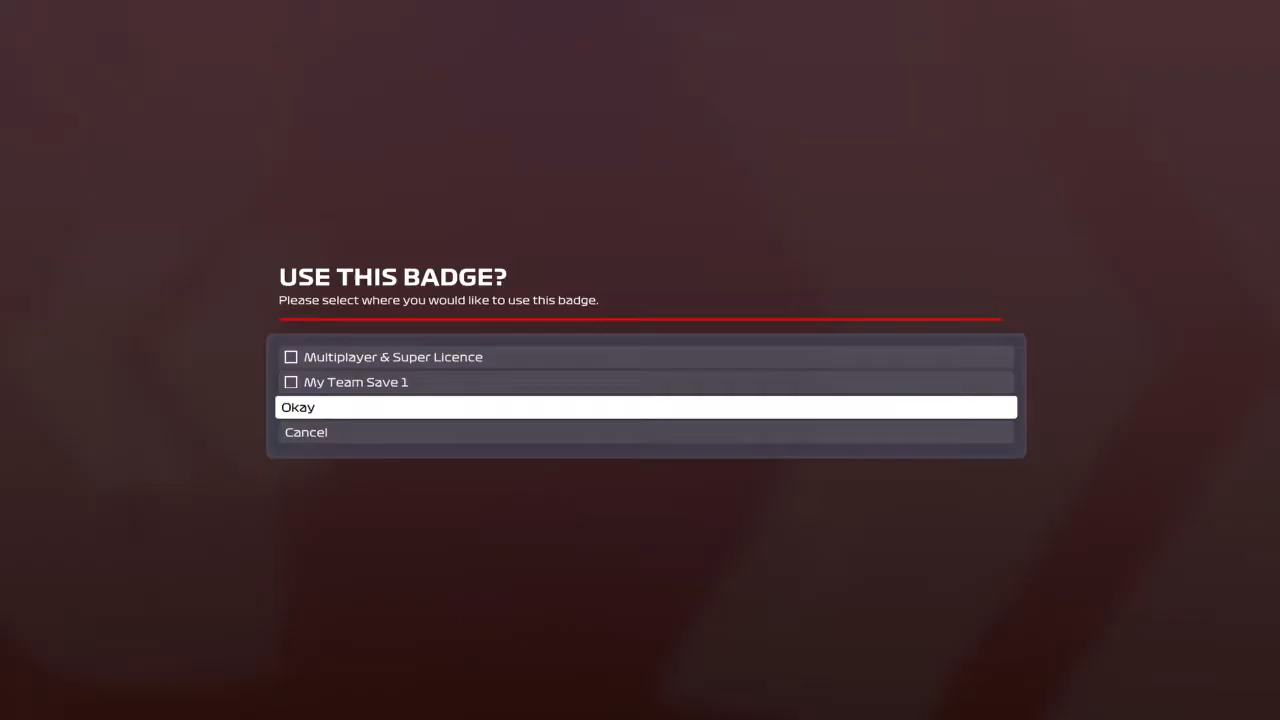 USE THIS BADGE?
Please select where you would like to use this badge.
Multiplayer & Super Licence
My Team Save 1
Okay
Cancel